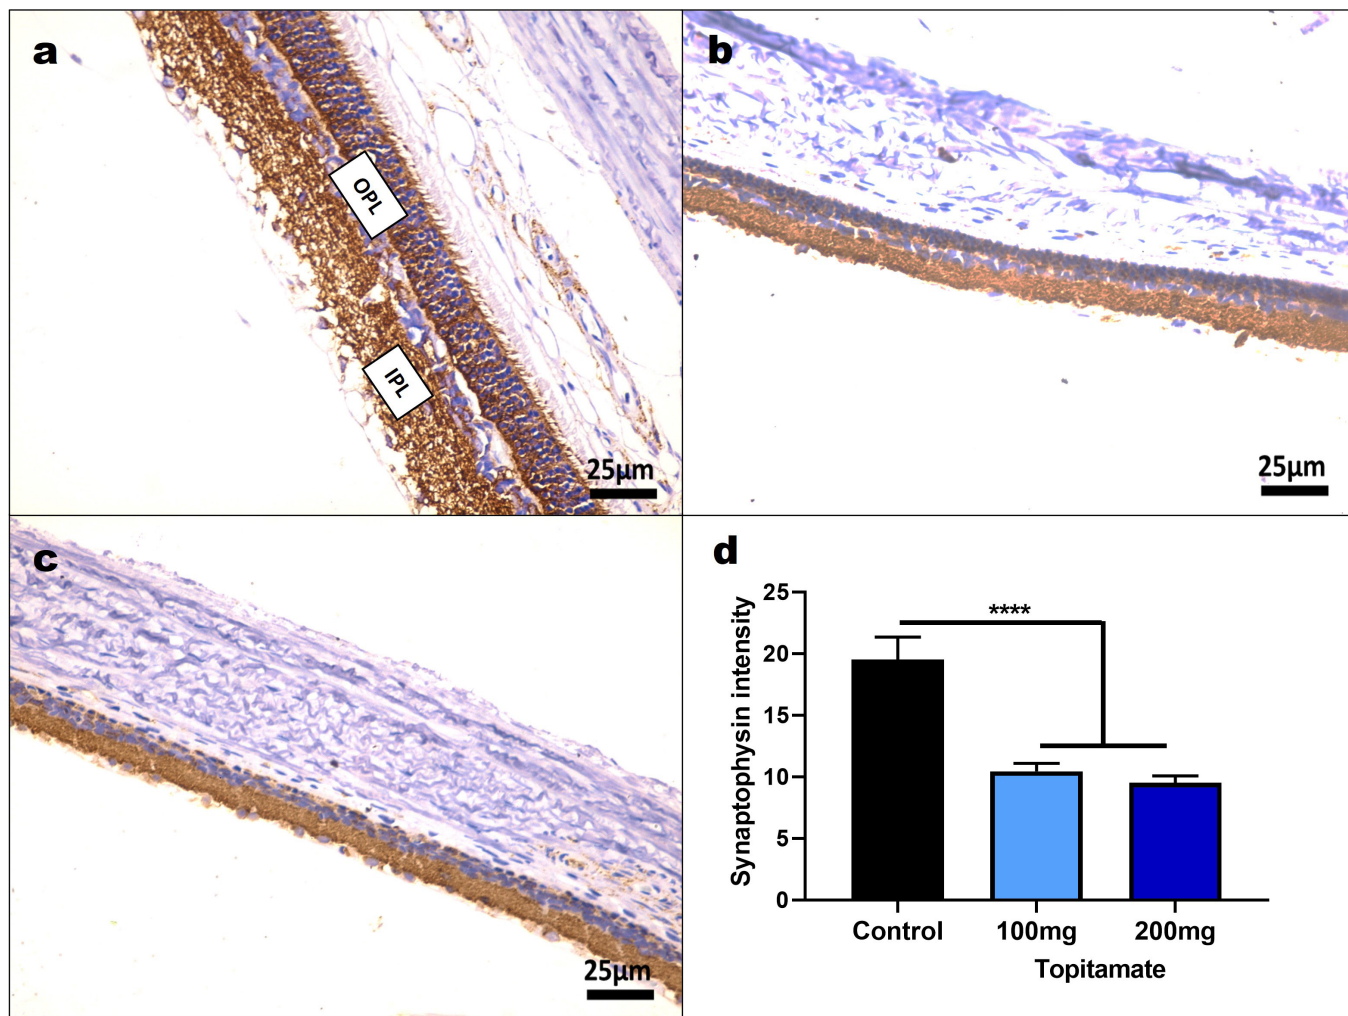 a
OPL
IPL
25µm
b
25µm
c
25µm
d
Synaptophysin intensity
25
20
15
10
5
0
****
Control
100mg
200mg
Topitamate